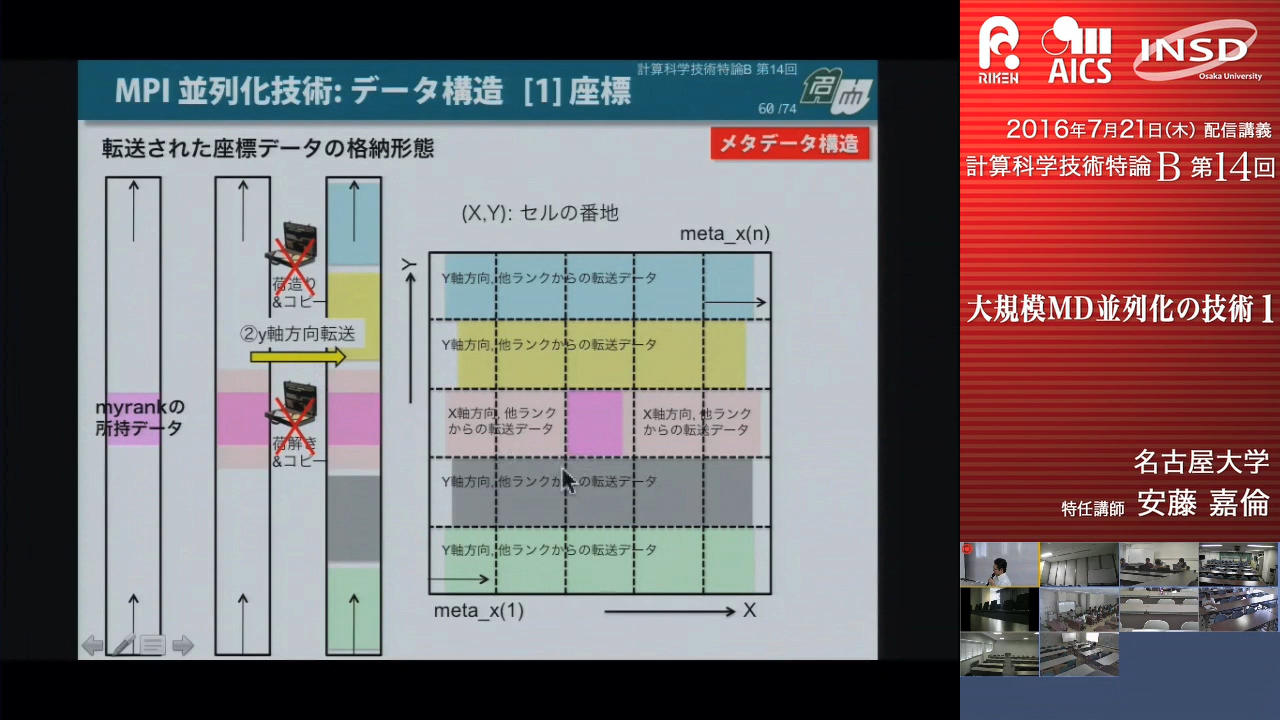 計算科学技術特論B 第14回
MPI 並列化技術: データ構造 [1] 座標
60 /74
転送された座標データの格納形態
メタデータ構造
荷造り
&コピー
②y軸方向転送
myrankの
所持データ
荷解き
&コピー
(X,Y): セルの番地
meta_x(n)
Y
Y軸方向, 他ランクからの転送データ
Y軸方向, 他ランクからの転送データ
X軸方向, 他ランク
からの転送データ
X軸方向, 他ランク
からの転送データ
Y軸方向, 他ランクからの転送データ
Y軸方向, 他ランクからの転送データ
meta_x(1)
X
RIKEN
AICS
INSD
Osaka University
2016年7月21日(木) 配信講義
計算科学技術特論 B 第14回
大規模MD並列化の技術1
名古屋大学
特任講師 安藤 嘉倫